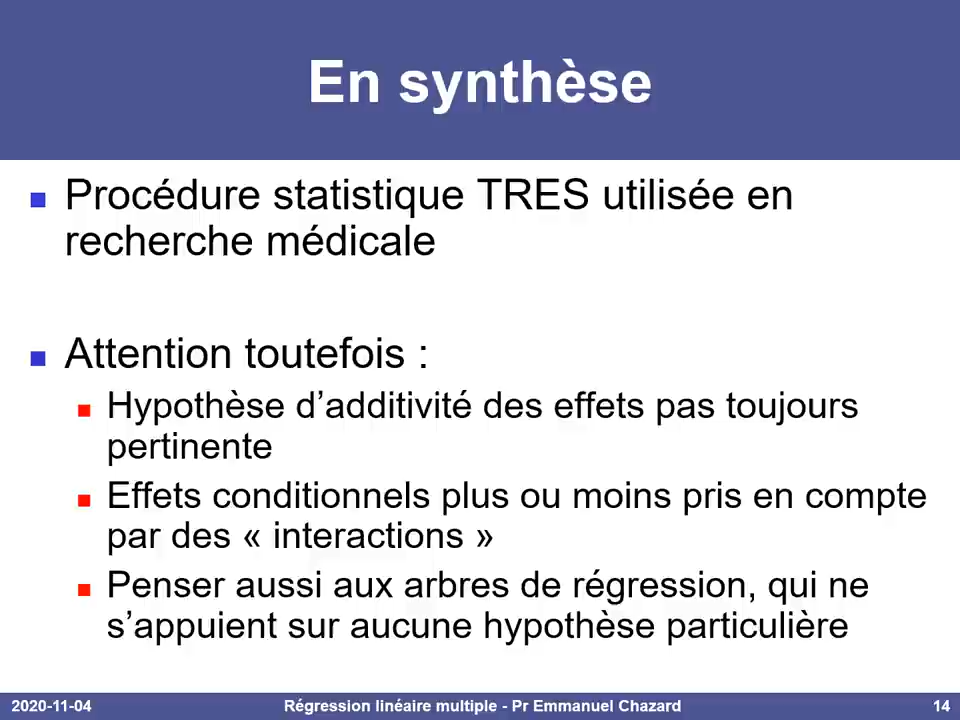 En synthèse
Procédure statistique TRES utilisée en
recherche médicale
Attention toutefois :
Hypothèse d’additivité des effets pas toujours
pertinente
Effets conditionnels plus ou moins pris en compte
par des « interactions »
Penser aussi aux arbres de régression, qui ne
s’appuient sur aucune hypothèse particulière
2020-11-04 Régression linéaire multiple - Pr Emmanuel Chazard 14